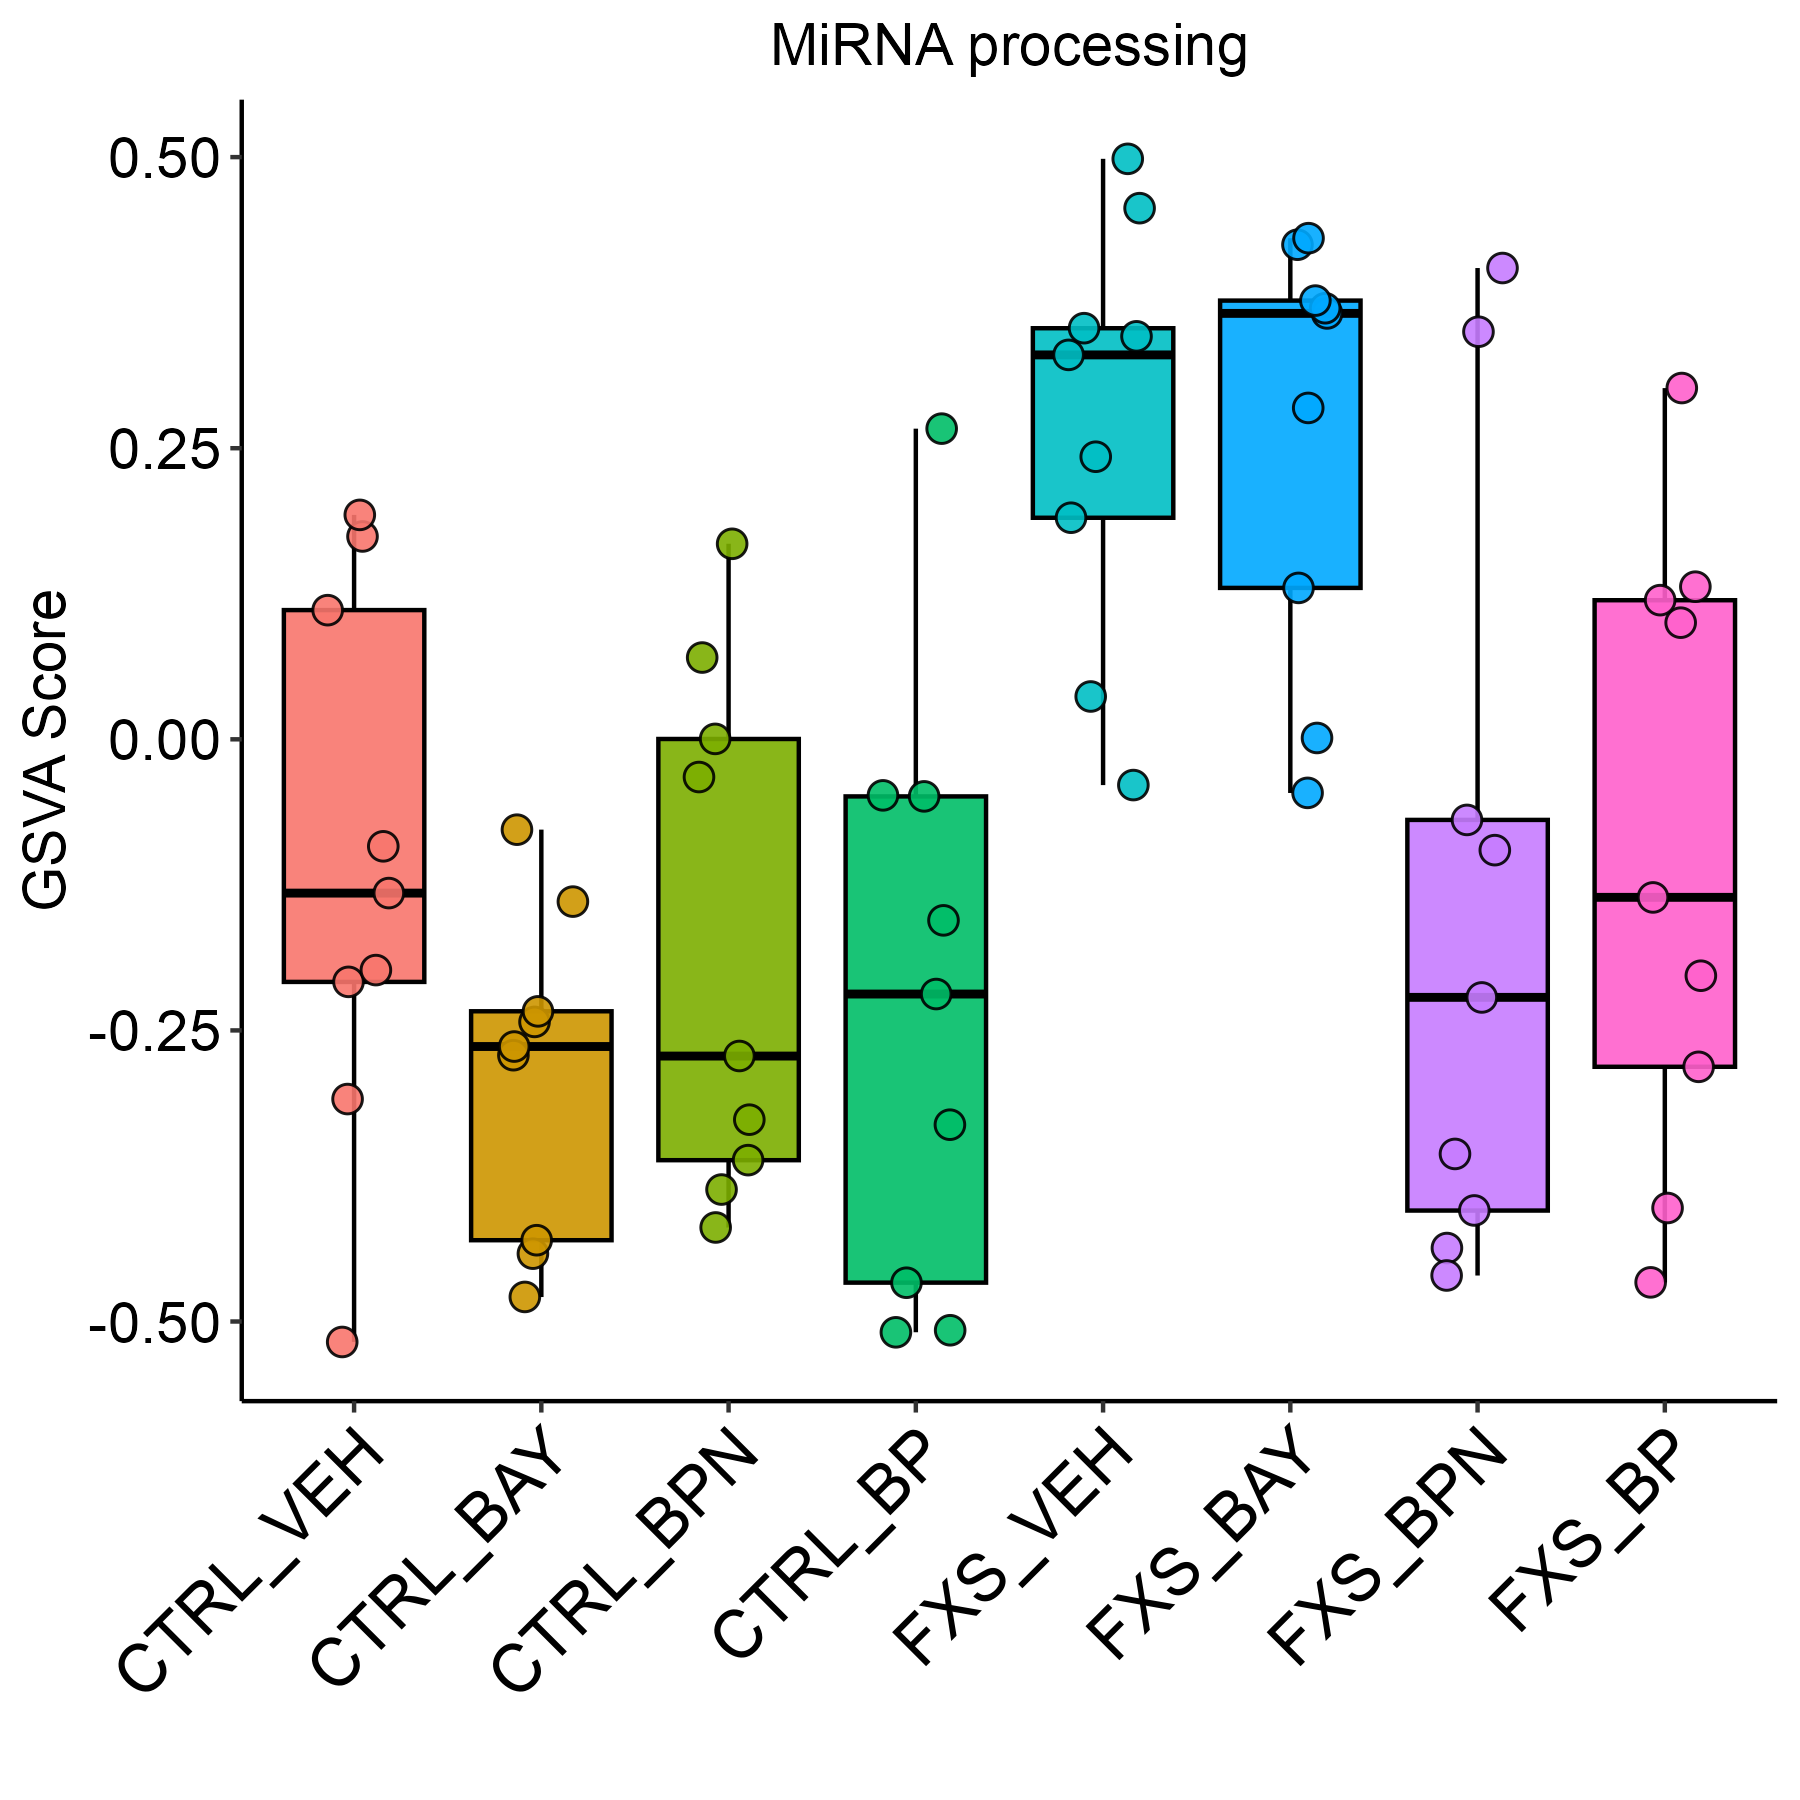 MiRNA processing
GSVA Score
0.50
0.25
0.00
-0.25
-0.50
CTRL_VEH
CTRL_BAY
CTRL_BPN
CTRL_BP
FXS_VEH
FXS_BAY
FXS_BPN
FXS_BP